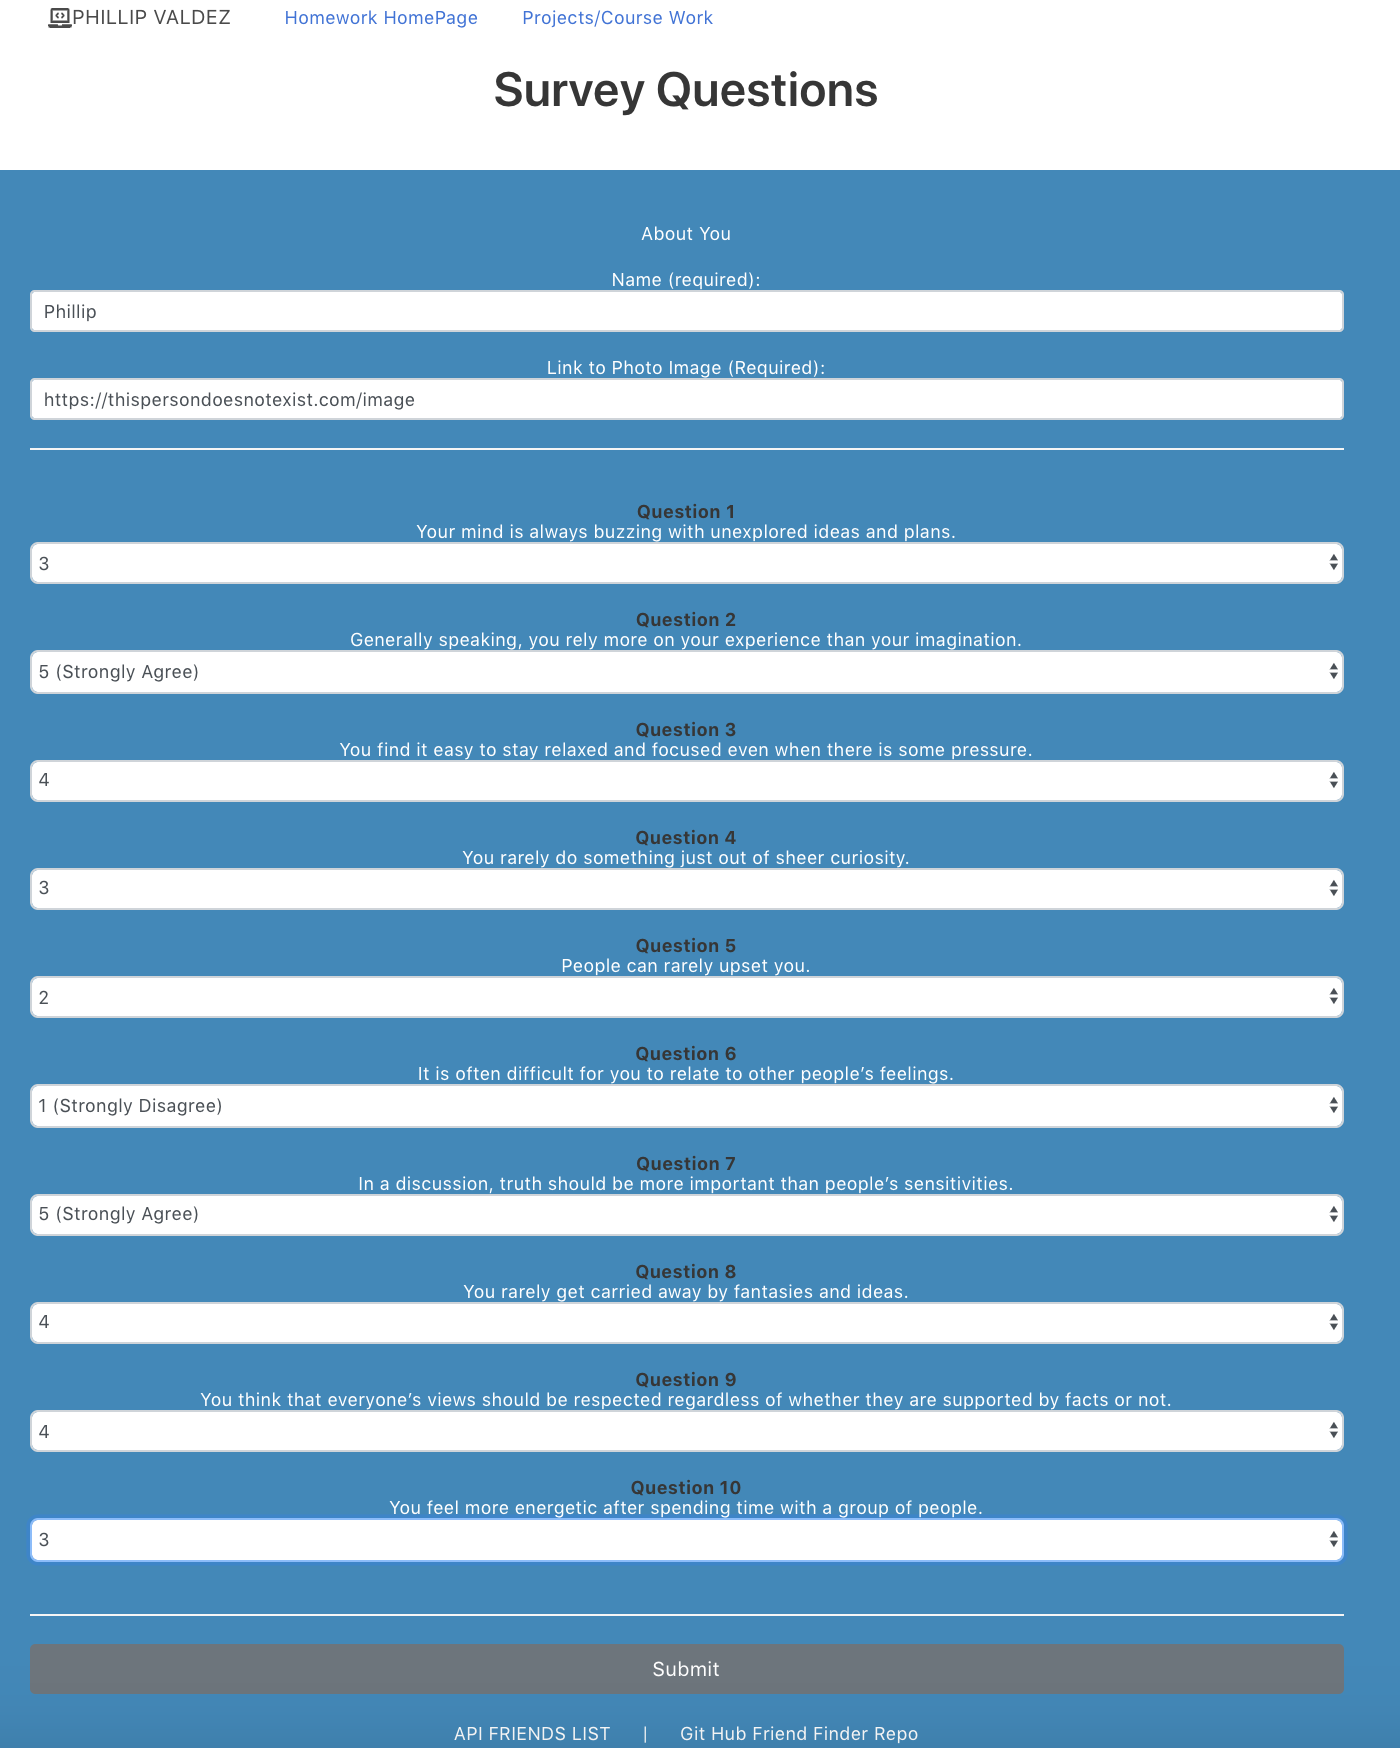 PHILLIP VALDEZ Homework HomePage Projects/Course Work
Survey Questions
About You
Name (required):
Phillip
Link to Photo Image (Required):
https://thispersondoesnotexist.com/image
Question 1
Your mind is always buzzing with unexplored ideas and plans.
3
Question 2
Generally speaking, you rely more on your experience than your imagination.
5 (Strongly Agree)
Question 3
You find it easy to stay relaxed and focused even when there is some pressure.
4
Question 4
You rarely do something just out of sheer curiosity.
3
Question 5
People can rarely upset you.
2
Question 6
It is often difficult for you to relate to other people’s feelings.
1 (Strongly Disagree)
Question 7
In a discussion, truth should be more important than people’s sensitivities.
5 (Strongly Agree)
Question 8
You rarely get carried away by fantasies and ideas.
4
Question 9
You think that everyone’s views should be respected regardless of whether they are supported by facts or not.
4
Question 10
You feel more energetic after spending time with a group of people.
3
Submit
API FRIENDS LIST | Git Hub Friend Finder Repo